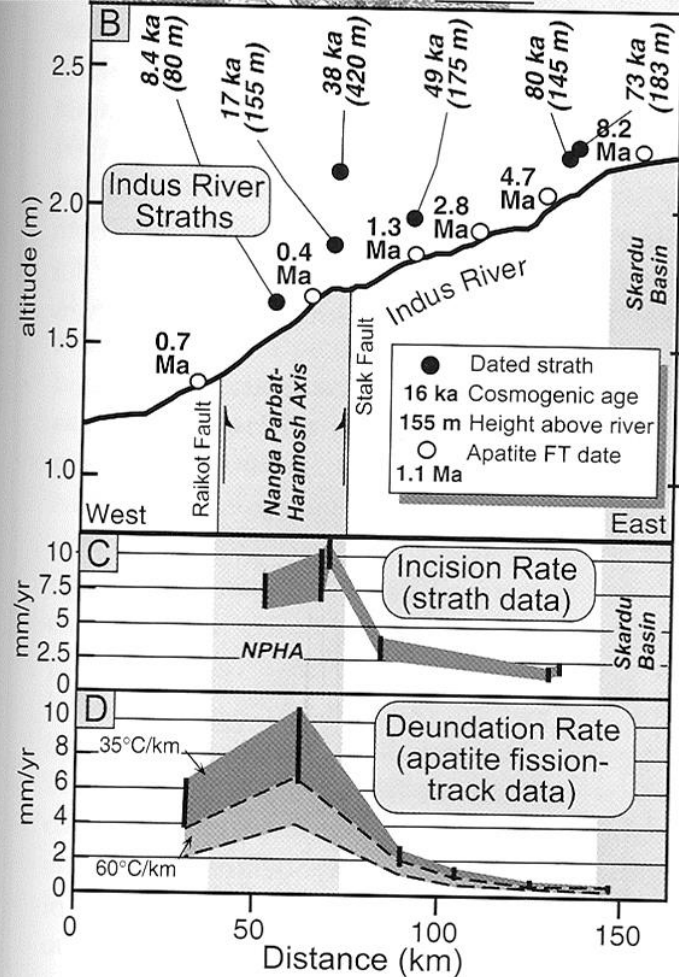 B
8.4 ka
(80 m)
17 ka
(155 m)
38 ka
(420 m)
49 ka
(175 m)
80 ka
(145 m)
73 ka
(183 m)
2.5
2.0
1.5
1.0
altitude (m)
Indus River
Straths
0.7
Ma
0.4
Ma
1.3
Ma
2.8
Ma
4.7
Ma
8.2
Ma
Indus River
Skardu
Basin
Raikot Fault
Nanga Parbat-
Haramosh Axis
Stak Fault
Dated strath
16 ka Cosmogenic age
155 m Height above river
Apatite FT date
1.1 Ma
West
East
C
10
7.5
5
2.5
0
mm/yr
Incision Rate
(strath data)
NPHA
Skardu
Basin
D
10
8
6
4
2
0
mm/yr
35°C/km
60°C/km
Deundation Rate
(apatite fission-
track data)
0
50
100
150
Distance (km)